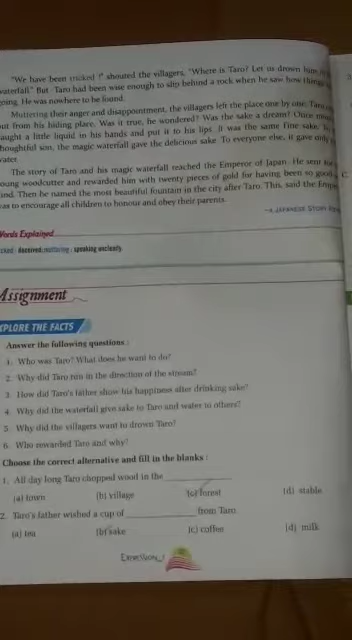 "We have been tricked !" shouted the villagers, "Where is Taro? Let us drown him
waterfall." But Taro had been wise enough to slip behind a rock when he saw how things
going. He was nowhere to be found.
Muttering their anger and disappointment, the villagers left the place one by one. Taro
out from his hiding place. Was it true, he wondered? Was the sake a dream? Once more
caught a little liquid in his hands and put it to his lips. It was the same fine sake. To
thoughtful son, the magic waterfall gave the delicious sake. To everyone else, it gave only
water.
The story of Taro and his magic waterfall reached the Emperor of Japan. He sent for
young woodcutter and rewarded him with twenty pieces of gold for having been so good
kind. Then he named the most beautiful fountain in the city after Taro. This, said the
was to encourage all children to honour and obey their parents.
—A JAPANESE STORY
Words Explained
deceived; muttering : speaking unclearly.
Assignment
EXPLORE THE FACTS
Answer the following questions :
1. Who was Taro? What does he want to do?
2. Why did Taro run in the direction of the stream?
3. How did Taro's father show his happiness after drinking sake?
4. Why did the waterfall give sake to Taro and water to others?
5. Why did the villagers want to drown Taro?
6. Who rewarded Taro and why?
Choose the correct alternative and fill in the blanks :
1. All day long Taro chopped wood in the
(a) town (b) village (c) forest (d) stable
2. Taro's father wished a cup of from Taro.
(a) tea (b) sake (c) coffee (d) milk